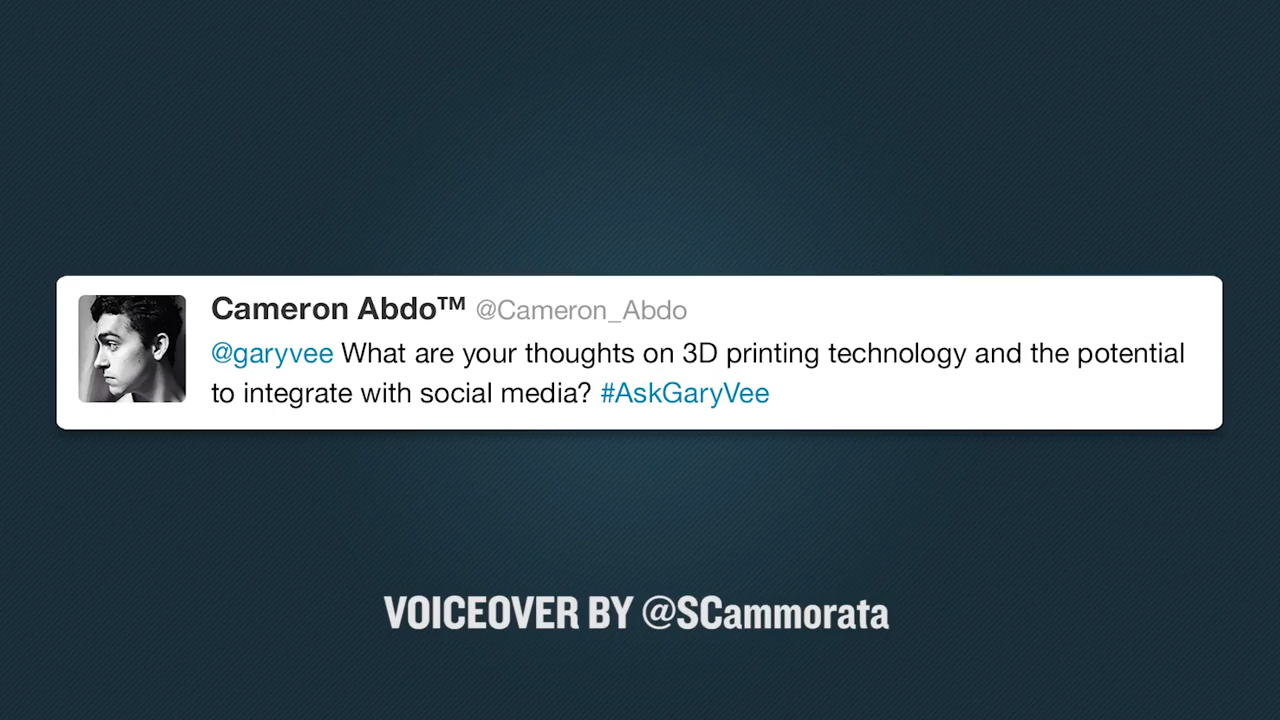 Cameron Abdo™ @Cameron_Abdo
@garyvee What are your thoughts on 3D printing technology and the potential
to integrate with social media? #AskGaryVee
VOICEOVER BY @SCammorata